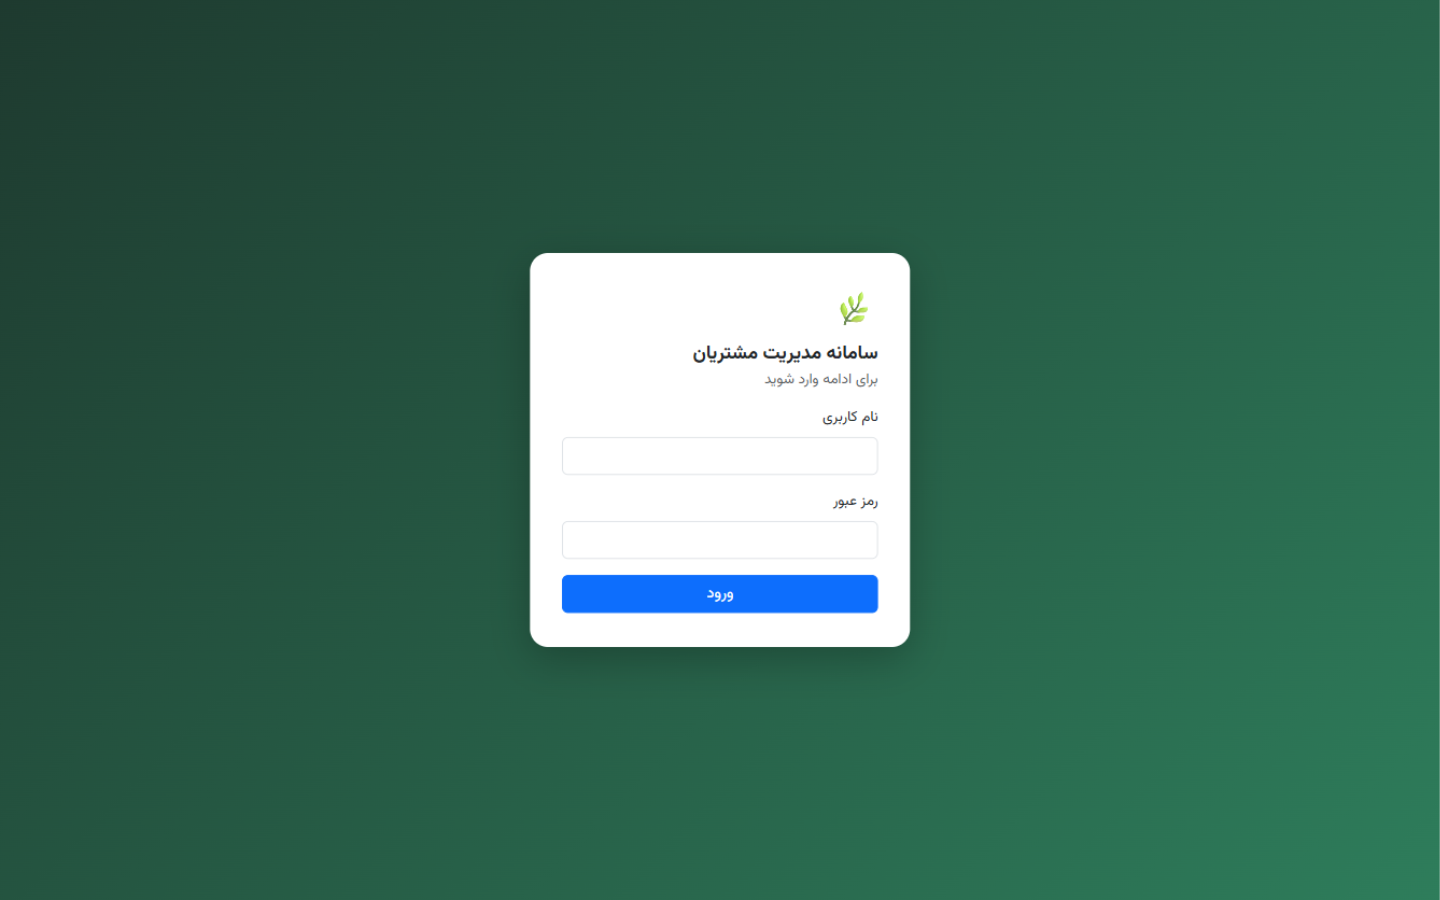 سامانه مدیریت مشتریان
برای ادامه وارد شوید
نام کاربری
رمز عبور
ورود